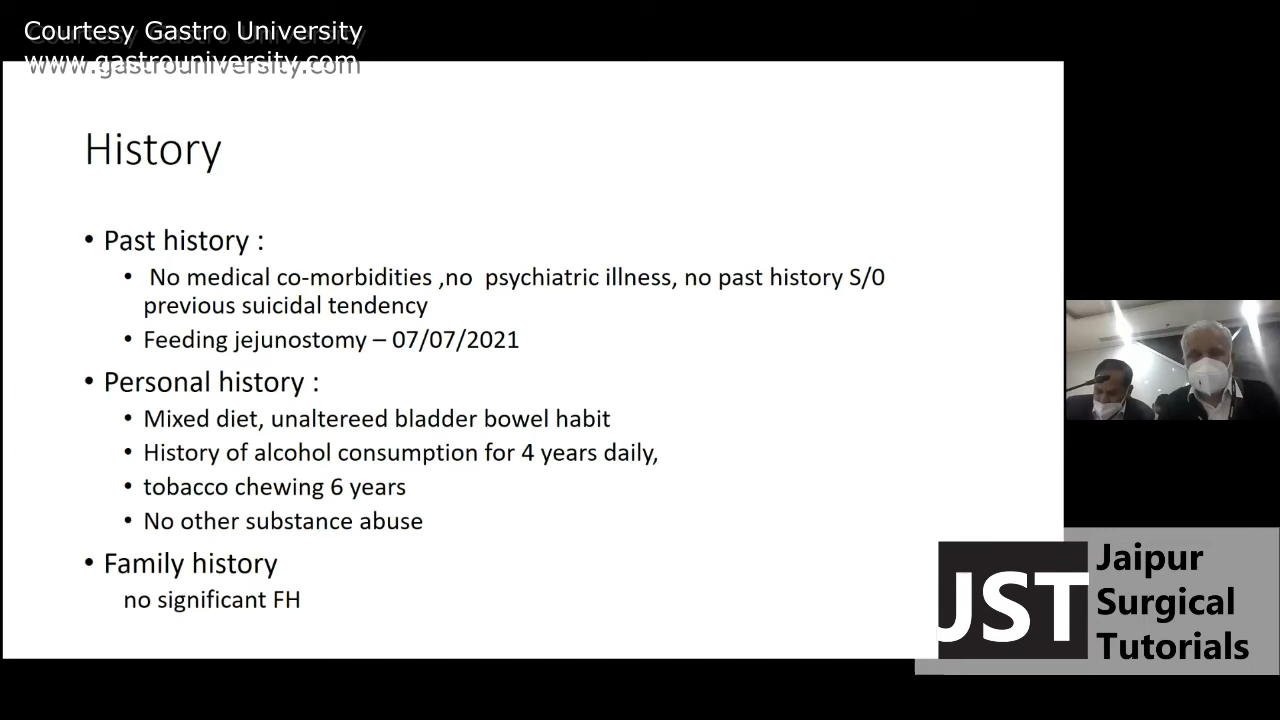 Courtesy Gastro University
www.gastrouniversity.com
History
• Past history :
• No medical co-morbidities ,no psychiatric illness, no past history S/0
previous suicidal tendency
• Feeding jejunostomy – 07/07/2021
• Personal history :
• Mixed diet, unaltereed bladder bowel habit
• History of alcohol consumption for 4 years daily,
• tobacco chewing 6 years
• No other substance abuse
• Family history
no significant FH
JST
Jaipur
Surgical
Tutorials